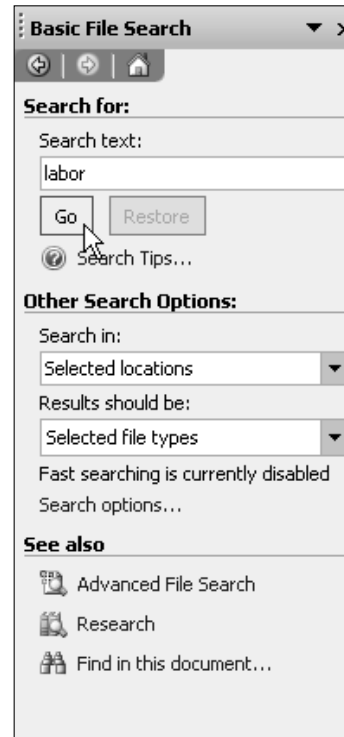 Basic File Search
Search for:
Search text:
labor
Go Restore
Search Tips...
Other Search Options:
Search in:
Selected locations
Results should be:
Selected file types
Fast searching is currently disabled
Search options...
See also
Advanced File Search
Research
Find in this document...